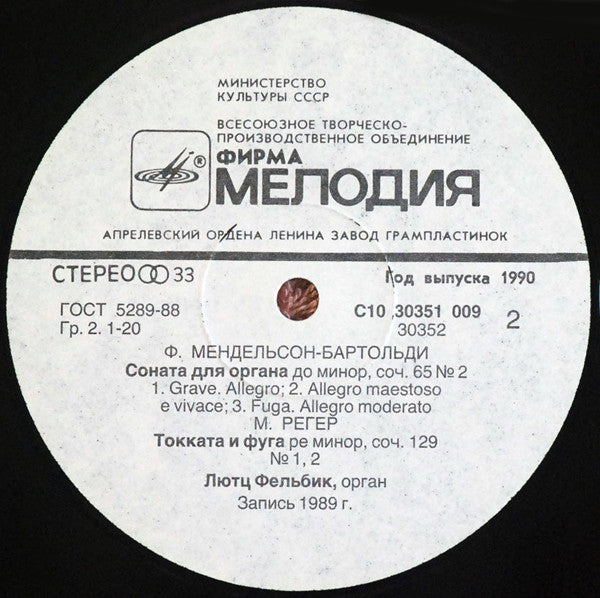 МИНИСТЕРСТВО
КУЛЬТУРЫ СССР
ВСЕСОЮЗНОЕ ТВОРЧЕСКО-
ПРОИЗВОДСТВЕННОЕ ОБЪЕДИНЕНИЕ
® ФИРМА
МЕЛОДИЯ
АПРЕЛЕВСКИЙ ОРДЕНА ЛЕНИНА ЗАВОД ГРАМПЛАСТИНОК
СТЕРЕО 33 Год выпуска 1990
ГОСТ 5289-88 С10 30351 009
Гр. 2. 1-20 30352 2
Ф. МЕНДЕЛЬСОН-БАРТОЛЬДИ
Соната для органа до минор, соч. 65 № 2
1. Grave. Allegro; 2. Allegro maestoso
e vivace; 3. Fuga. Allegro moderato
М. РЕГЕР
Токката и фуга ре минор, соч. 129
№ 1, 2
Лютц Фельбик, орган
Запись 1989 г.